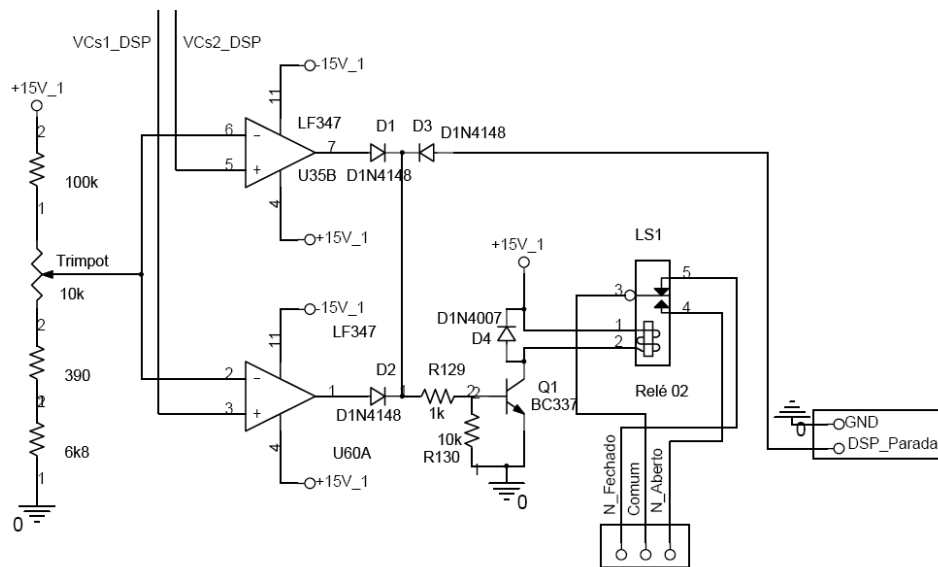 VCs1_DSP
VCs2_DSP
-15V_1
+15V_1
11
2
LF347
D1
D3
D1N4148
6
7
5
U35B
D1N4148
100k
4
1
+15V_1
+15V_1
LS1
Trimpot
5
3
10k
-15V_1
4
D1N4007
LF347
1
2
11
D4
2
D2
R129
2
1
1
2
Q1
Relé 02
390
D1N4148
1k
BC337
3
GND
2
1
10k
0
DSP_Parada
4
U60A
R130
6k8
N_Fechado
Comum
N_Aberto
1
1
+15V_1
0
0